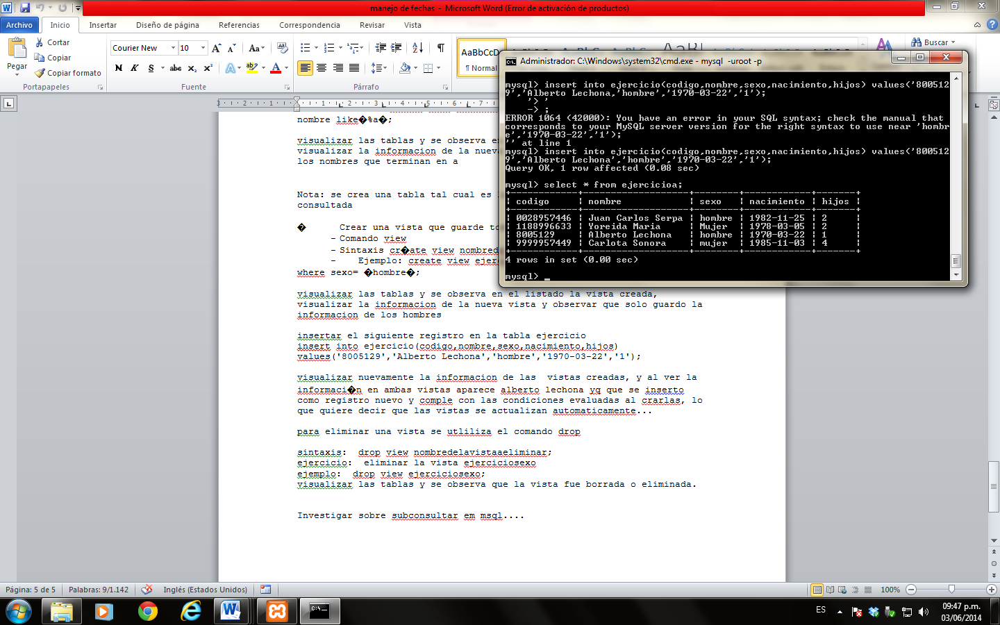 manejo de fechas - Microsoft Word (Error de activación de productos)
Archivo Inicio Insertar Diseño de página Referencias Correspondencia Revisar Vista
Pegar
Cortar
Copiar
Copiar formato
Portapapeles
Courier New 10
N K S
Fuente
Párrafo
AaBbCcD
¶ Normal
Buscar
nombre like�%a�;
visualizar las tablas y se observa en
visualizar la informacion de la nueva
los nombres que terminan en a
Nota: se crea una tabla tal cual es
consultada
� Crear una vista que guarde
- Comando view
- Sintaxis cr�ate view
- Ejemplo: create view
where sexo= �hombre�;
visualizar las tablas y se observa en el listado la vista creada,
visualizar la informacion de la nueva vista y observar que solo guardo la
informacion de los hombres
insertar el siguiente registro en la tabla ejercicio
insert into ejercicio(codigo,nombre,sexo,nacimiento,hijos)
values('8005129','Alberto Lechona','hombre','1970-03-22','1');
visualizar nuevamente la informacion de las  vistas creadas, y al ver la
informaci�n en ambas vistas aparece alberto lechona yq que se inserto
como registro nuevo y comple con las condiciones evaluadas al crarlas, lo
que quiere decir que las vistas se actualizan automaticamente...
para eliminar una vista se utliliza el comando drop
sintaxis:  drop view nombredelavistaaeliminar;
ejercicio:  eliminar la vista ejerciciosexo
ejemplo:  drop view ejerciciosexo;
visualizar las tablas y se observa que la vista fue borrada o eliminada.
Investigar sobre subconsultar em msql....
Administrador: C:\Windows\system32\cmd.exe - mysql  -uroot -p
mysql> insert into ejercicio(codigo,nombre,sexo,nacimiento,hijos) values('800512
9','Alberto Lechona,'hombre','1970-03-22','1');
'> '
-> ;
ERROR 1064 (42000): You have an error in your SQL syntax; check the manual that
corresponds to your MySQL server version for the right syntax to use near 'hombr
e','1970-03-22','1');
'' at line 1
mysql> insert into ejercicio(codigo,nombre,sexo,nacimiento,hijos) values('800512
9','Alberto Lechona','hombre','1970-03-22','1');
Query OK, 1 row affected (0.08 sec)
mysql> select * from ejercicioa;
+------------+-------------------+--------+------------+-------+
| codigo | nombre | sexo | nacimiento | hijos |
+------------+-------------------+--------+------------+-------+
| 0028957446 | Juan Carlos Serpa | hombre | 1982-11-25 | 2 |
| 1188996633 | Yoreida Maria | Mujer | 1978-03-05 | 2 |
| 8005129 | Alberto Lechona | hombre | 1970-03-22 | 1 |
| 9999957449 | Carlota Sonora | mujer | 1985-11-03 | 4 |
+------------+-------------------+--------+------------+-------+
4 rows in set (0.00 sec)
mysql> _
Página: 5 de 5 Palabras: 9/1.142 Inglés (Estados Unidos) 100%
ES 09:47 p.m.
03/06/2014